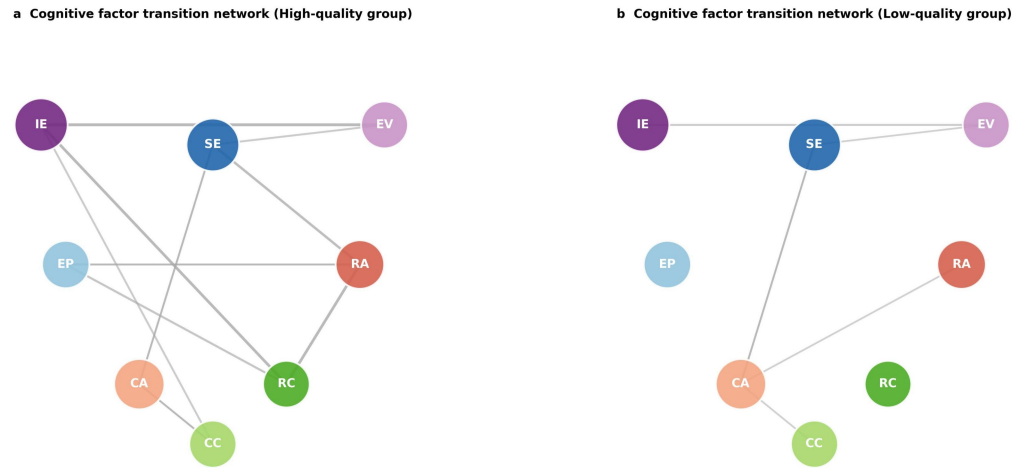 a Cognitive factor transition network (High-quality group)
IE
SE
EV
EP
RA
CA
RC
CC
b Cognitive factor transition network (Low-quality group)
IE
SE
EV
EP
RA
CA
RC
CC